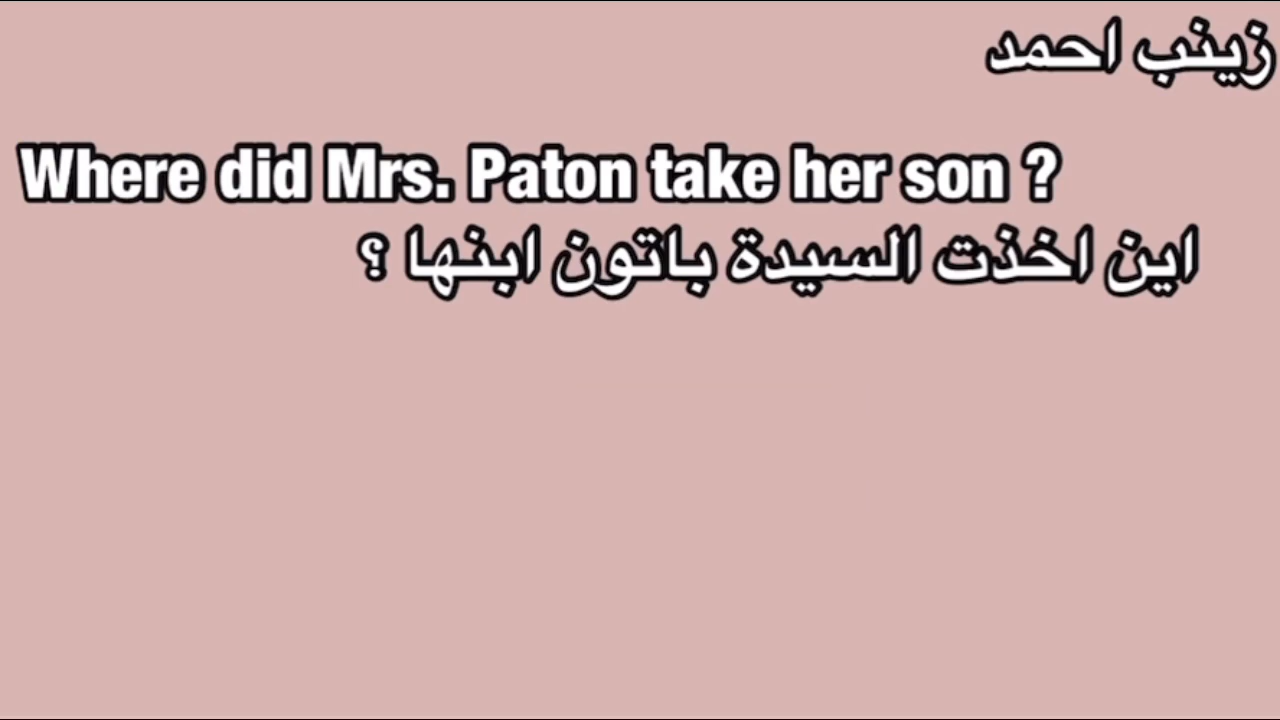 زينب احمد
Where did Mrs. Paton take her son ?
اين اخذت السيدة باتون ابنها ؟